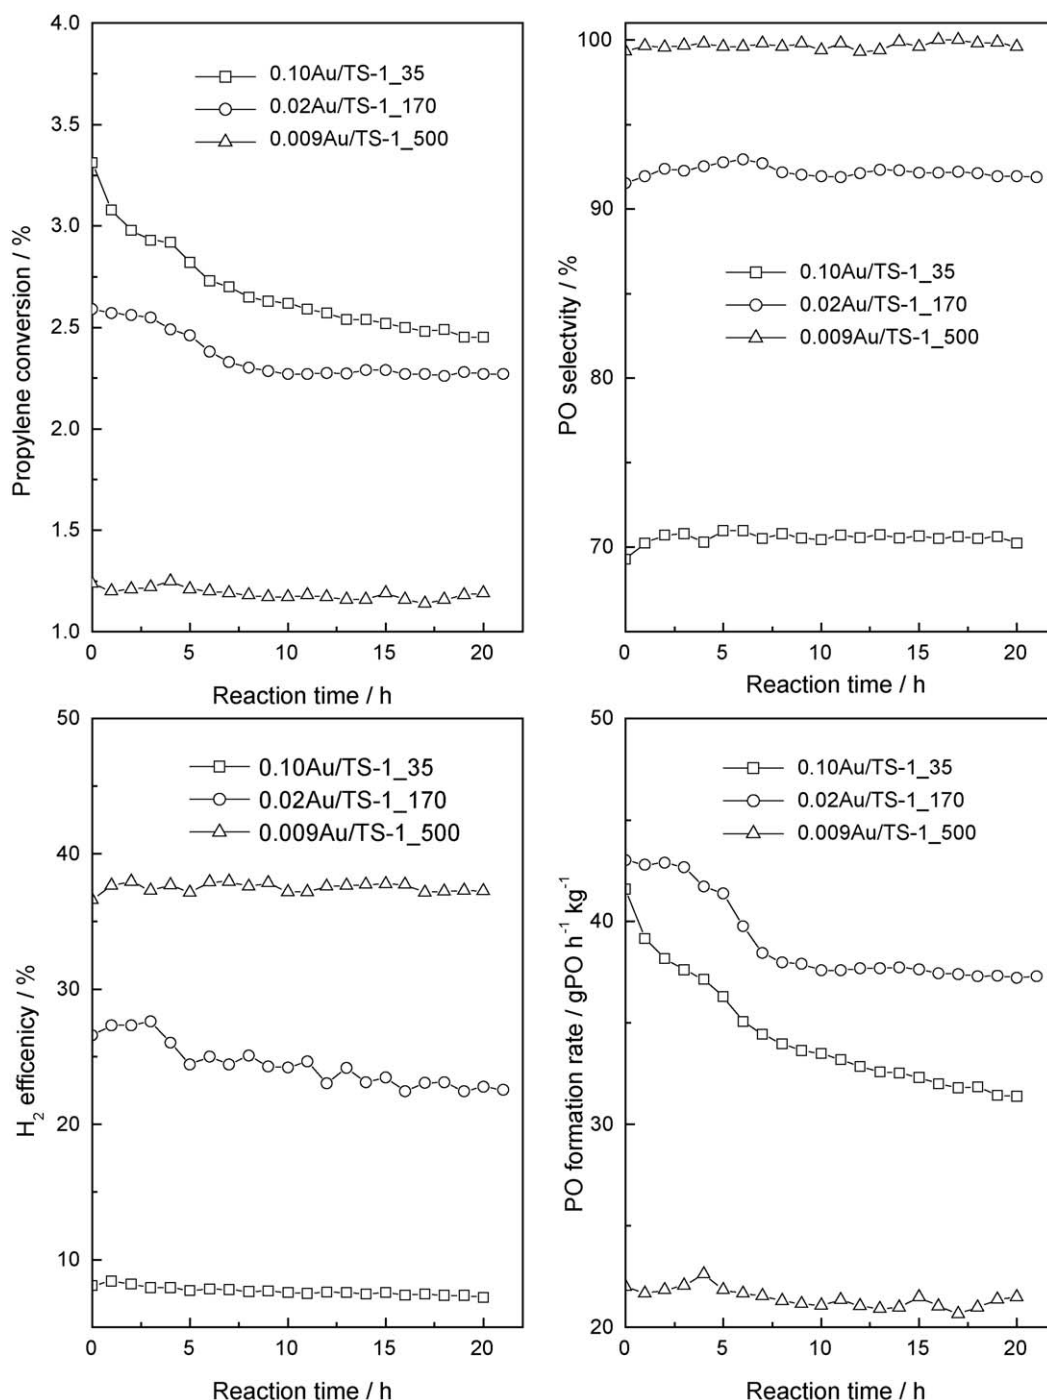 4.0
3.5
3.0
2.5
2.0
1.5
1.0
Propylene conversion / %
0.10Au/TS-1_35
0.02Au/TS-1_170
0.009Au/TS-1_500
0 5 10 15 20
Reaction time / h
100
90
80
70
PO selectvity / %
0.10Au/TS-1_35
0.02Au/TS-1_170
0.009Au/TS-1_500
0 5 10 15 20
Reaction time / h
50
40
30
20
10
H₂ efficenicy / %
0.10Au/TS-1_35
0.02Au/TS-1_170
0.009Au/TS-1_500
0 5 10 15 20
Reaction time / h
50
40
30
20
PO formation rate / gPO h⁻¹ kg⁻¹
0.10Au/TS-1_35
0.02Au/TS-1_170
0.009Au/TS-1_500
0 5 10 15 20
Reaction time / h